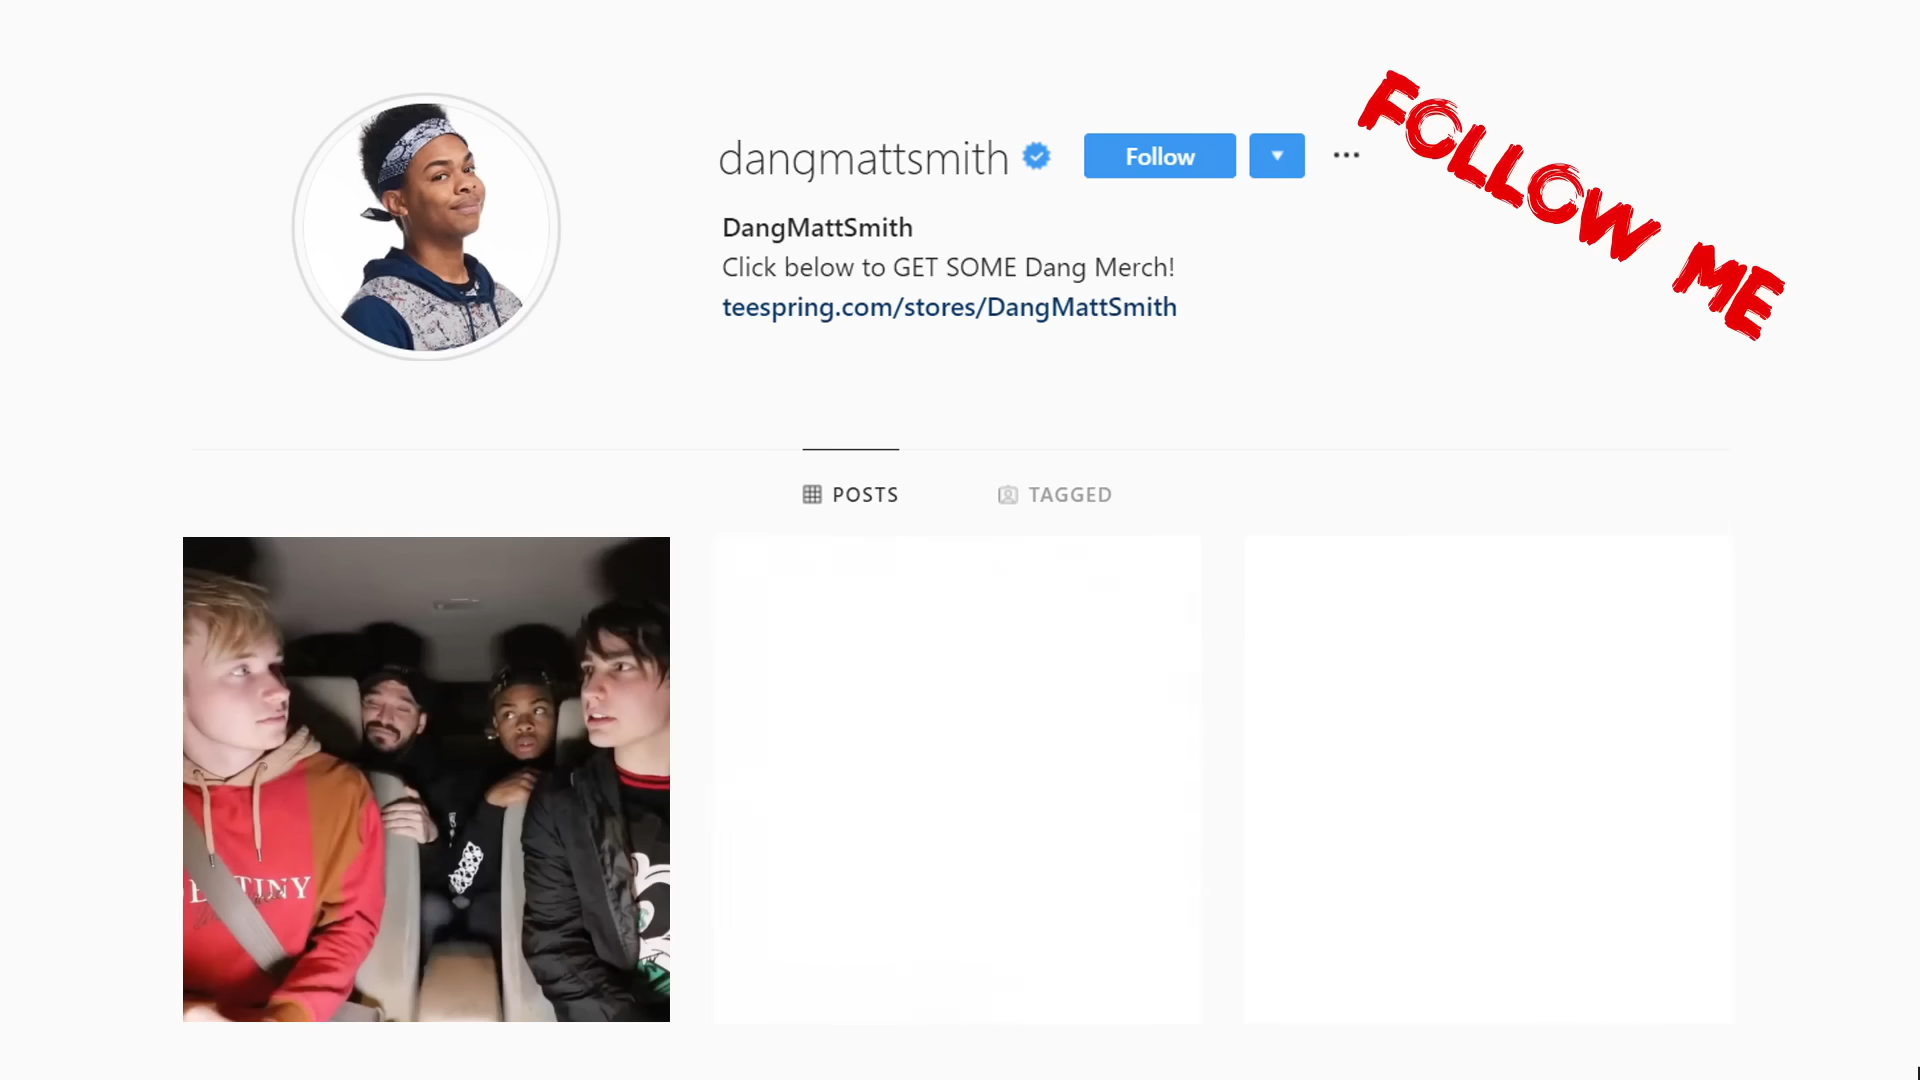 dangmattsmith
Follow
FOLLOW ME
DangMattSmith
Click below to GET SOME Dang Merch!
teespring.com/stores/DangMattSmith
POSTS
TAGGED